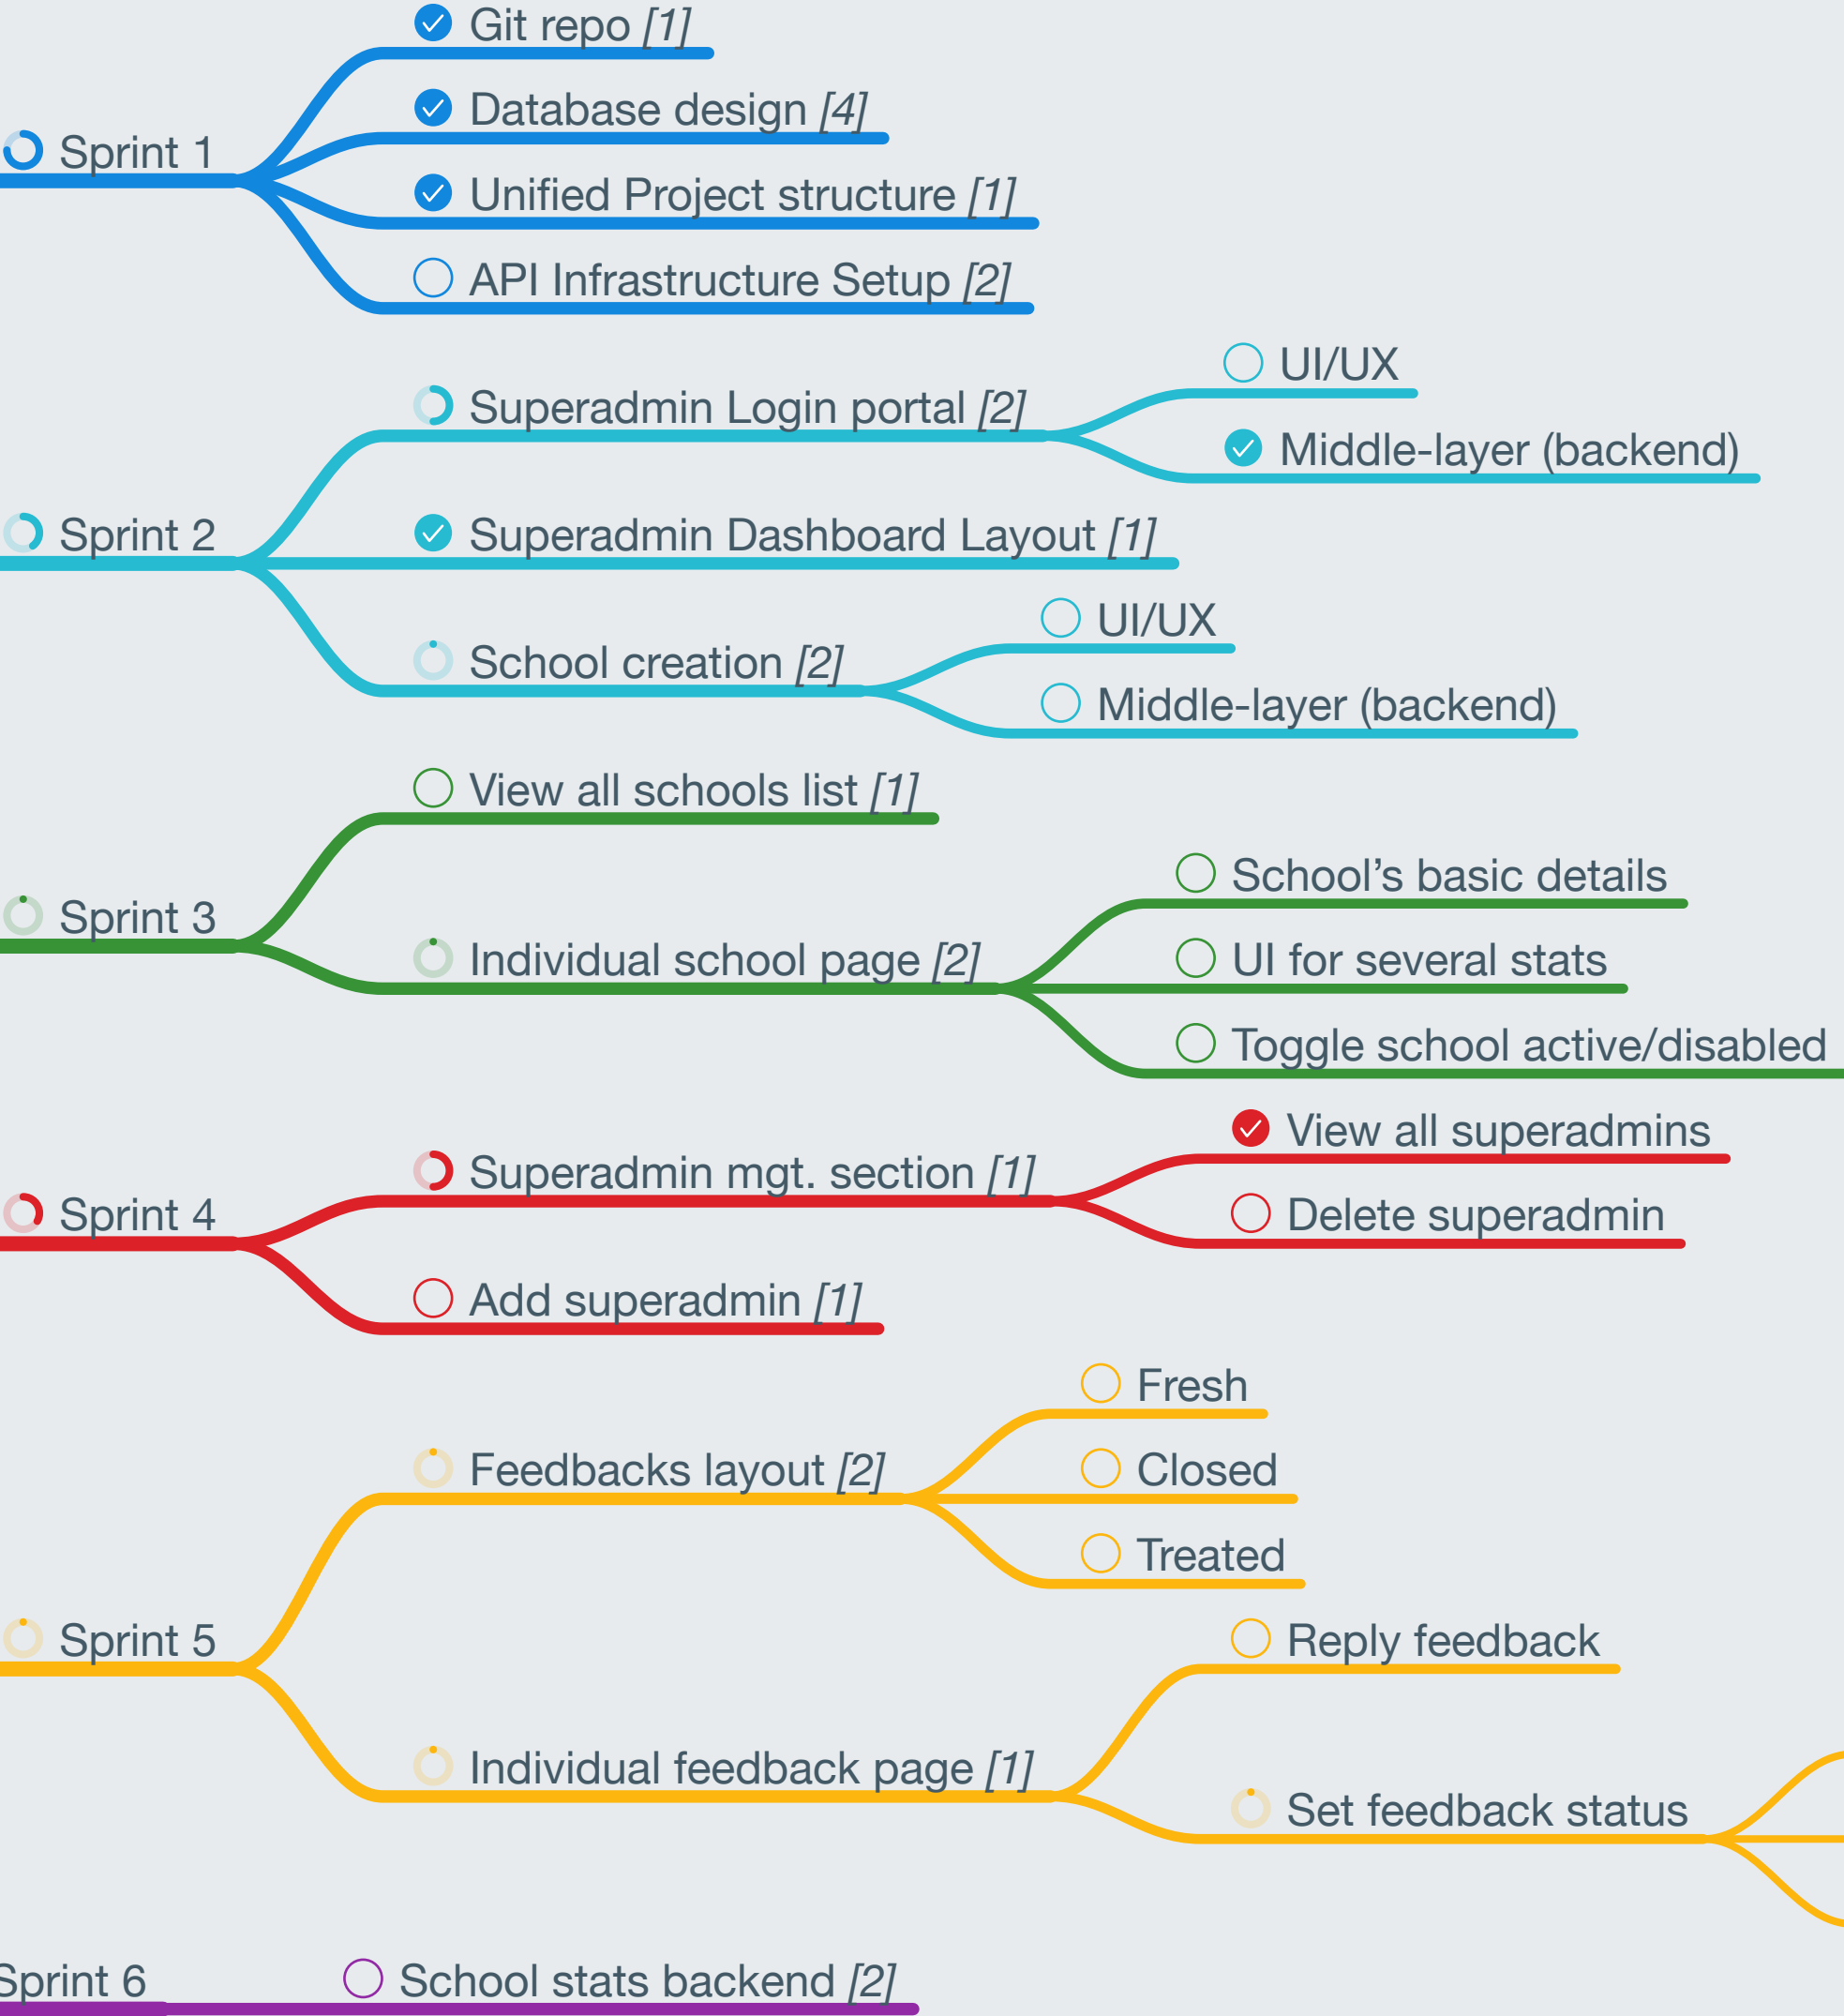 Git repo [1]
Database design [4]
Sprint 1
Unified Project structure [1]
API Infrastructure Setup [2]
UI/UX
Superadmin Login portal [2]
Middle-layer (backend)
Sprint 2
Superadmin Dashboard Layout [1]
UI/UX
School creation [2]
Middle-layer (backend)
View all schools list [1]
School’s basic details
Sprint 3
Individual school page [2]
UI for several stats
Toggle school active/disabled
View all superadmins
Superadmin mgt. section [1]
Sprint 4
Delete superadmin
Add superadmin [1]
Fresh
Feedbacks layout [2]
Closed
Treated
Sprint 5
Reply feedback
Individual feedback page [1]
Set feedback status
Sprint 6
School stats backend [2]